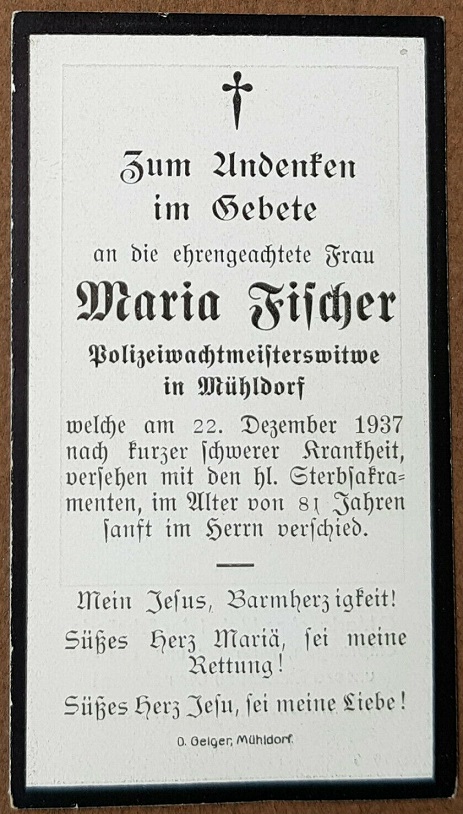 Zum Andenken
im Gebete
an die ehrengeachtete Frau
Maria Fischer
Polizeiwachtmeisterswitwe
in Mühldorf
welche am 22. Dezember 1937
nach kurzer schwerer Krankheit,
versehen mit den hl. Sterbsakra=
menten, im Alter von 81 Jahren
sanft im Herrn verschied.
Mein Jesus, Barmherzigkeit!
Süßes Herz Mariä, sei meine
Rettung!
Süßes Herz Jesu, sei meine Liebe!
O. Geiger, Mühldorf.